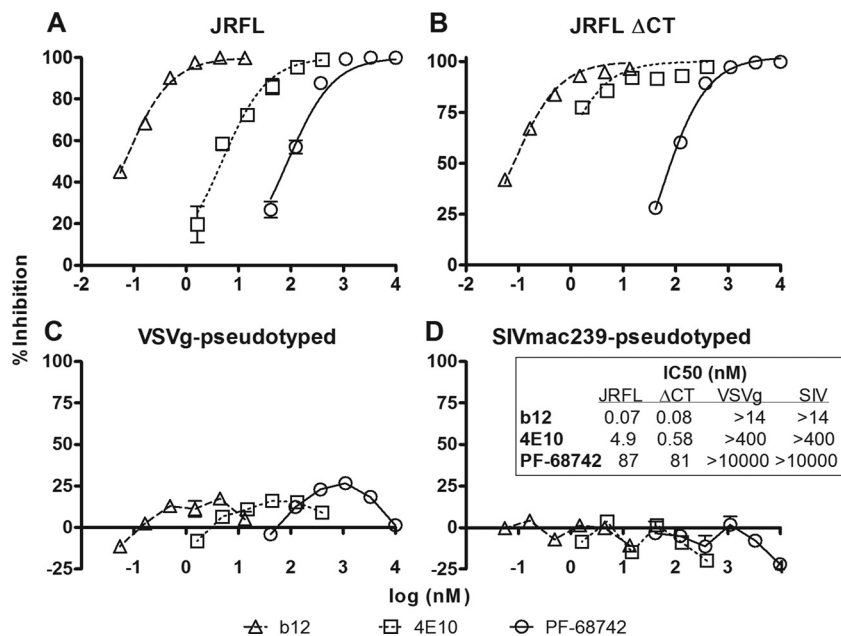 A JRFL
100
80
60
40
20
0
-2 -1 0 1 2 3 4
B JRFL ΔCT
100
75
50
25
0
-2 -1 0 1 2 3 4
% Inhibition
C VSVg-pseudotyped
100
75
50
25
0
-25
-1 0 1 2 3 4
D SIVmac239-pseudotyped
100
75
50
25
0
-25
-1 0 1 2 3 4
IC50 (nM)
JRFL ΔCT VSVg SIV
b12 0.07 0.08 >14 >14
4E10 4.9 0.58 >400 >400
PF-68742 87 81 >10000 >10000
log (nM)
b12 4E10 PF-68742